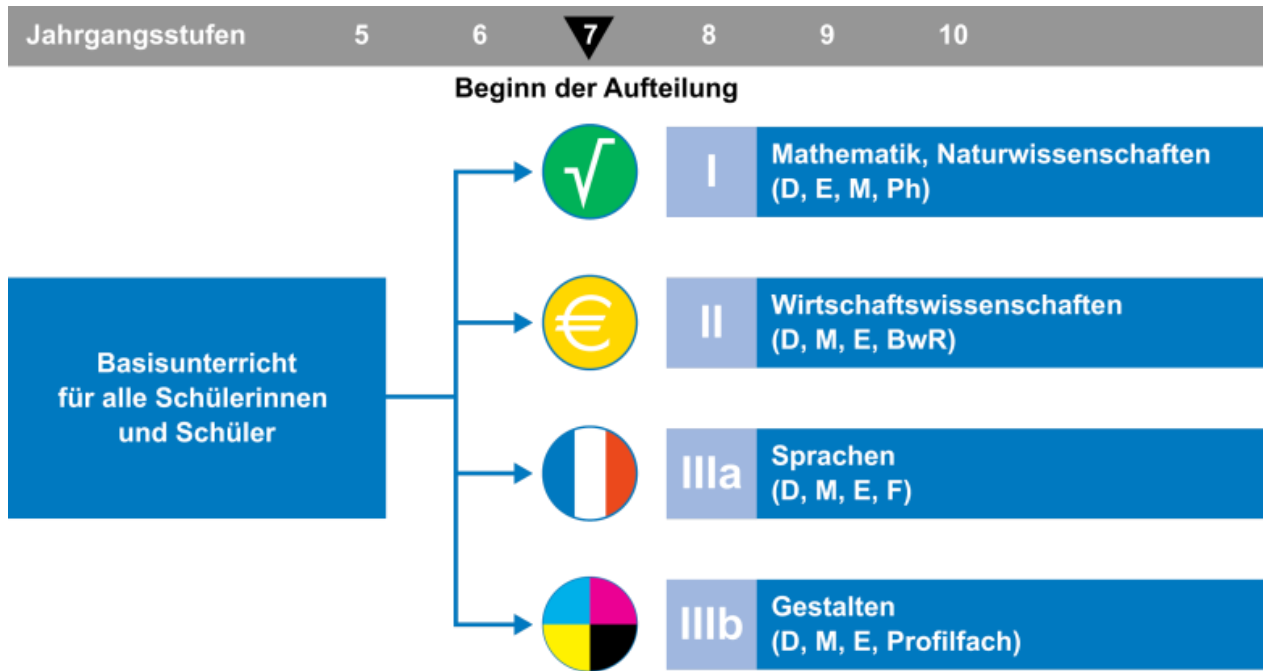 Jahrgangsstufen 5 6 7 8 9 10
Beginn der Aufteilung
Basisunterricht
für alle Schülerinnen
und Schüler
√
I
Mathematik, Naturwissenschaften
(D, E, M, Ph)
€
II
Wirtschaftswissenschaften
(D, M, E, BwR)
IIIa
Sprachen
(D, M, E, F)
IIIb
Gestalten
(D, M, E, Profilfach)